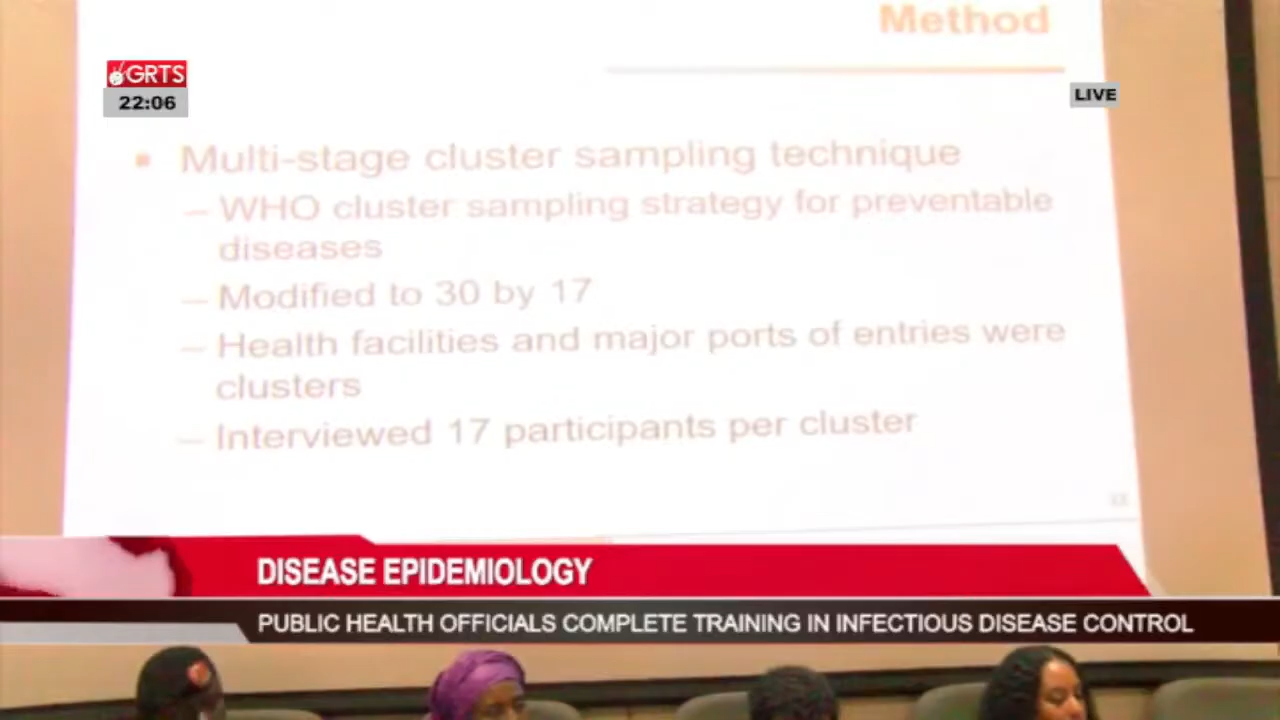 Method
GRTS
22:06
LIVE
Multi-stage cluster sampling technique
– WHO cluster sampling strategy for preventable
diseases
– Modified to 30 by 17
– Health facilities and major ports of entries were
clusters
– Interviewed 17 participants per cluster
DISEASE EPIDEMIOLOGY
PUBLIC HEALTH OFFICIALS COMPLETE TRAINING IN INFECTIOUS DISEASE CONTROL